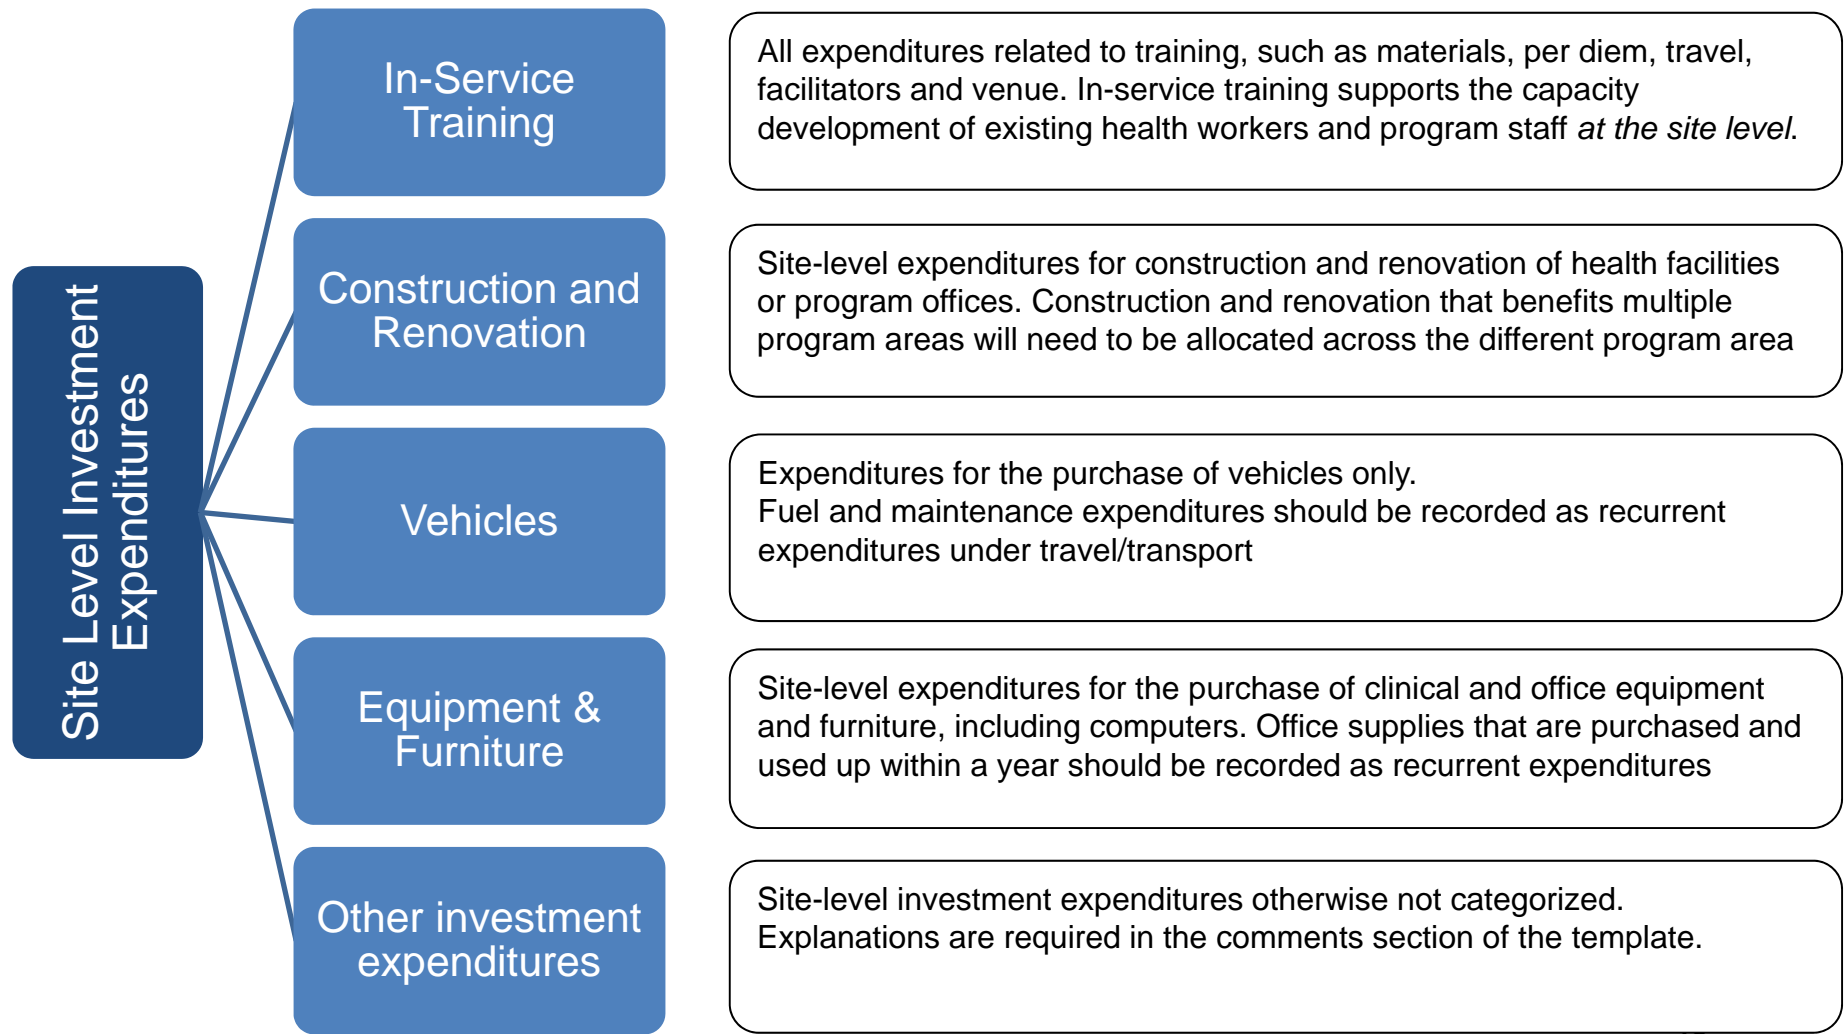 Site Level Investment
Expenditures
In-Service
Training
All expenditures related to training, such as materials, per diem, travel,
facilitators and venue. In-service training supports the capacity
development of existing health workers and program staff at the site level.
Construction and
Renovation
Site-level expenditures for construction and renovation of health facilities
or program offices. Construction and renovation that benefits multiple
program areas will need to be allocated across the different program area
Vehicles
Expenditures for the purchase of vehicles only.
Fuel and maintenance expenditures should be recorded as recurrent
expenditures under travel/transport
Equipment &
Furniture
Site-level expenditures for the purchase of clinical and office equipment
and furniture, including computers. Office supplies that are purchased and
used up within a year should be recorded as recurrent expenditures
Other investment
expenditures
Site-level investment expenditures otherwise not categorized.
Explanations are required in the comments section of the template.